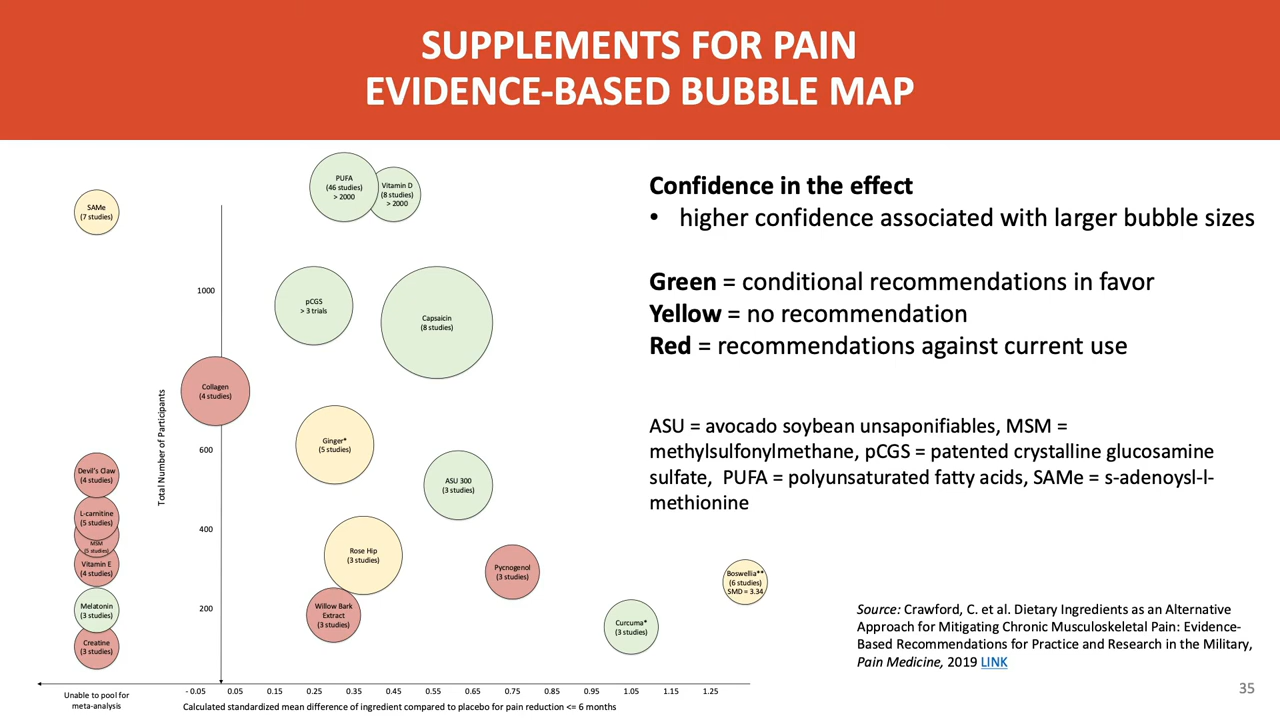 SUPPLEMENTS FOR PAIN
EVIDENCE-BASED BUBBLE MAP
SAMe
(7 studies)
PUFA
(46 studies)
> 2000
Vitamin D
(8 studies)
> 2000
1000
pCGS
> 3 trials
Capsaicin
(8 studies)
Collagen
(4 studies)
Total Number of Participants
Ginger*
(5 studies)
600
Devil's Claw
(4 studies)
ASU 300
(3 studies)
L-carnitine
(5 studies)
400
MSM
(5 studies)
Vitamin E
(4 studies)
Rose Hip
(3 studies)
Pycnogenol
(3 studies)
Boswellia**
(6 studies)
SMD = 3.34
Melatonin
(3 studies)
200
Willow Bark
Extract
(3 studies)
Curcuma*
(3 studies)
Creatine
(3 studies)
- 0.05 0.05 0.15 0.25 0.35 0.45 0.55 0.65 0.75 0.85 0.95 1.05 1.15 1.25
Unable to pool for
meta-analysis
Calculated standardized mean difference of ingredient compared to placebo for pain reduction <= 6 months
Confidence in the effect
• higher confidence associated with larger bubble sizes
Green = conditional recommendations in favor
Yellow = no recommendation
Red = recommendations against current use
ASU = avocado soybean unsaponifiables, MSM =
methylsulfonylmethane, pCGS = patented crystalline glucosamine
sulfate, PUFA = polyunsaturated fatty acids, SAMe = s-adenoysl-l-
methionine
Source: Crawford, C. et al. Dietary Ingredients as an Alternative
Approach for Mitigating Chronic Musculoskeletal Pain: Evidence-
Based Recommendations for Practice and Research in the Military,
Pain Medicine, 2019 LINK
35